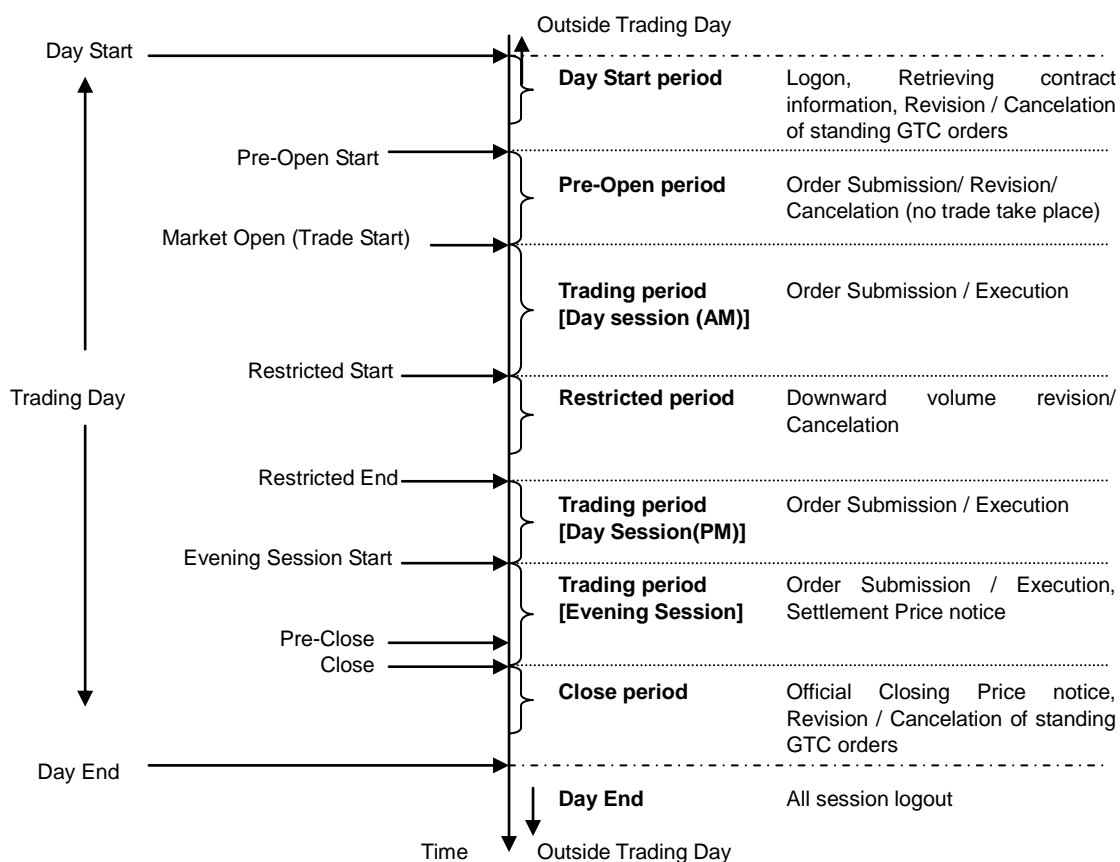 Outside Trading Day
Day Start
Day Start period
Logon, Retrieving contract
information, Revision / Cancelation
of standing GTC orders
Pre-Open Start
Pre-Open period
Order Submission/ Revision/
Cancelation (no trade take place)
Market Open (Trade Start)
Trading period
[Day session (AM)]
Order Submission / Execution
Restricted Start
Trading Day
Restricted period
Downward volume revision/
Cancelation
Restricted End
Trading period
[Day Session(PM)]
Order Submission / Execution
Evening Session Start
Trading period
[Evening Session]
Order Submission / Execution,
Settlement Price notice
Pre-Close
Close
Close period
Official Closing Price notice,
Revision / Cancelation of standing
GTC orders
Day End
Day End
All session logout
Time
Outside Trading Day